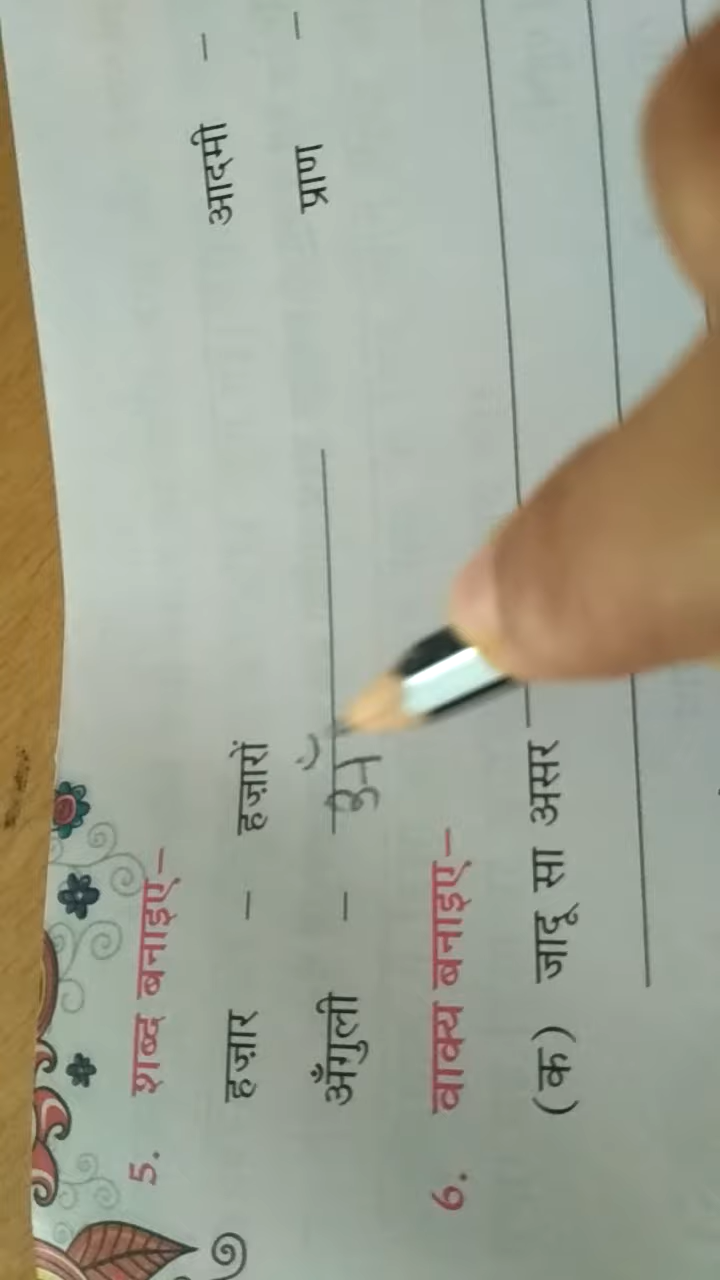 5. शब्द बनाइए–
हज़ार – हज़ारों आदमी –
अँगुली – अँ प्राण –
6. वाक्य बनाइए–
(क) जादू सा असर